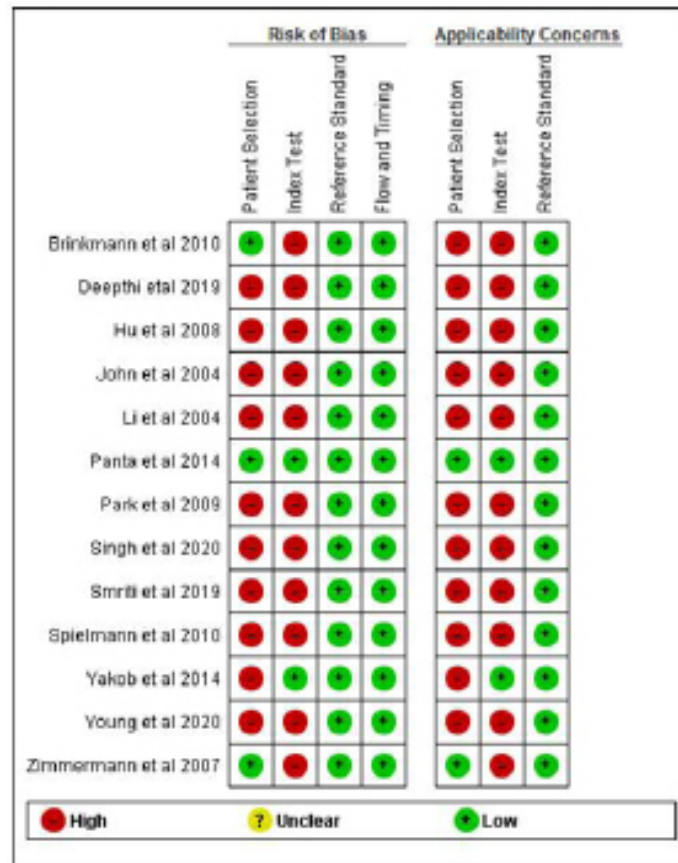 Risk of Bias
Applicability Concerns
Patient Selection
Index Test
Reference Standard
Flow and Timing
Patient Selection
Index Test
Reference Standard
Brinkmann et al 2010
Deepthi etal 2019
Hu et al 2008
John et al 2004
Li et al 2004
Panta et al 2014
Park et al 2009
Singh et al 2020
Smriti et al 2019
Spielmann et al 2010
Yakob et al 2014
Young et al 2020
Zimmermann et al 2007
High
? Unclear
Low